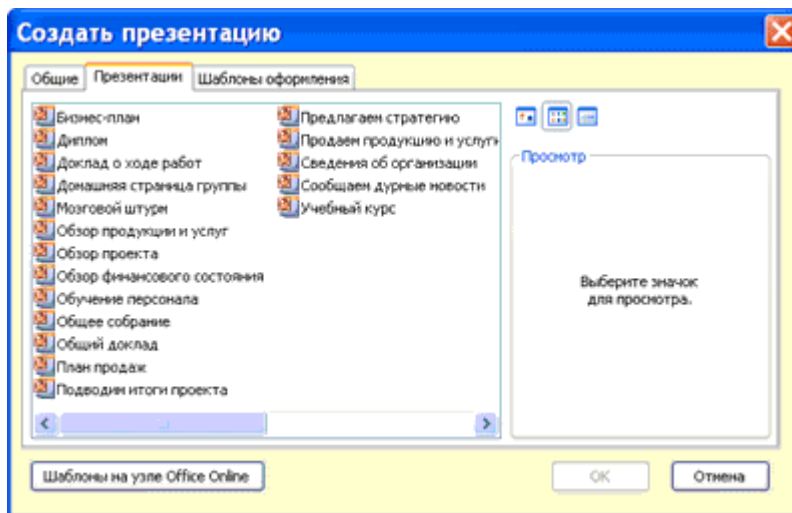 Создать презентацию
Общие
Презентации
Шаблоны оформления
Бизнес-план
Диплом
Доклад о ходе работ
Домашняя страница группы
Мозговой штурм
Обзор продукции и услуг
Обзор проекта
Обзор финансового состояния
Обучение персонала
Общее собрание
Общий доклад
План продаж
Подводим итоги проекта
Предлагаем стратегию
Продаем продукцию и услуги
Сведения об организации
Сообщаем дурные новости
Учебный курс
Просмотр
Выберите значок
для просмотра.
Шаблоны на узле Office Online
ОК
Отмена